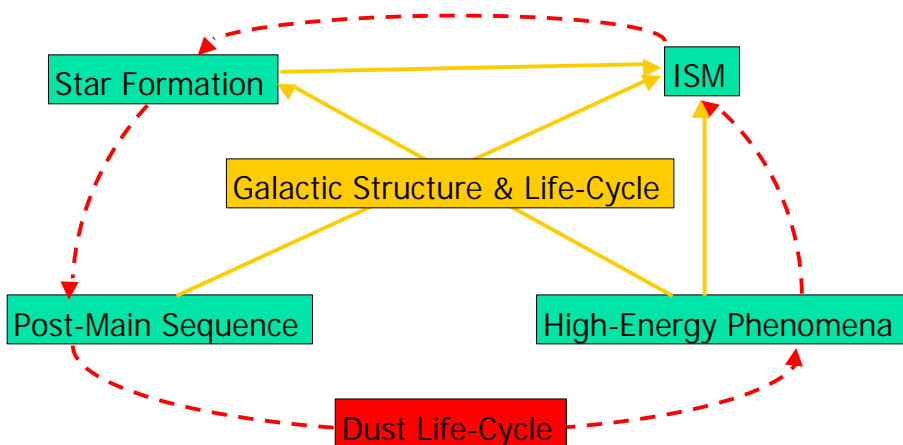 Star Formation
ISM
Galactic Structure & Life-Cycle
Post-Main Sequence
High-Energy Phenomena
Dust Life-Cycle